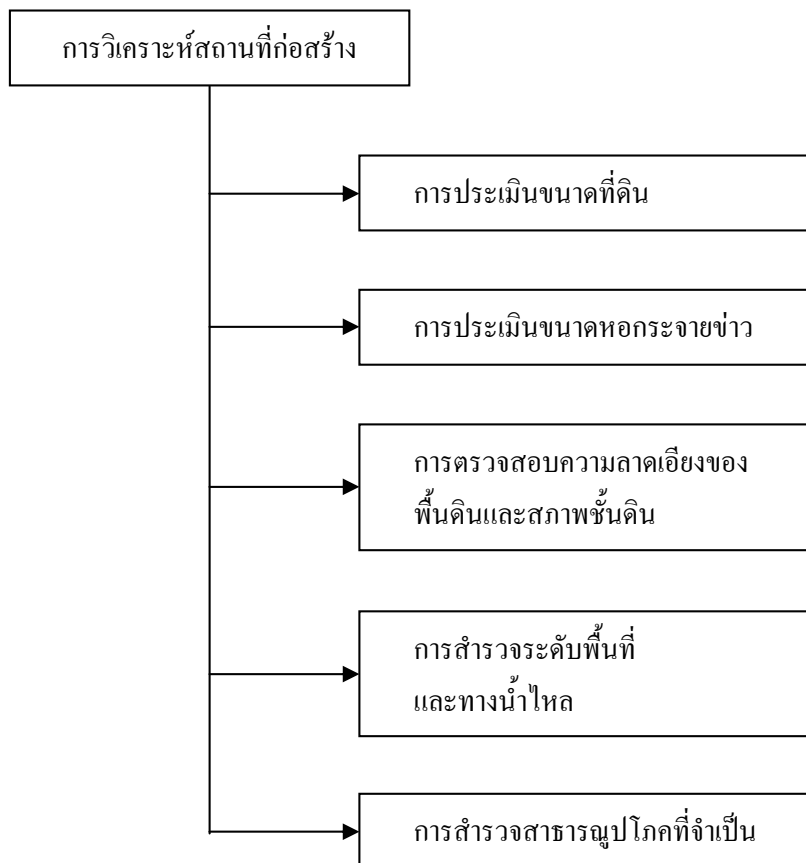 การวิเคราะห์สถานที่ก่อสร้าง
การประเมินขนาดที่ดิน
การประเมินขนาดหอกระจายข่าว
การตรวจสอบความลาดเอียงของ
พื้นดินและสภาพชั้นดิน
การสำรวจระดับพื้นที่
และทางน้ำไหล
การสำรวจสาธารณูปโภคที่จำเป็น